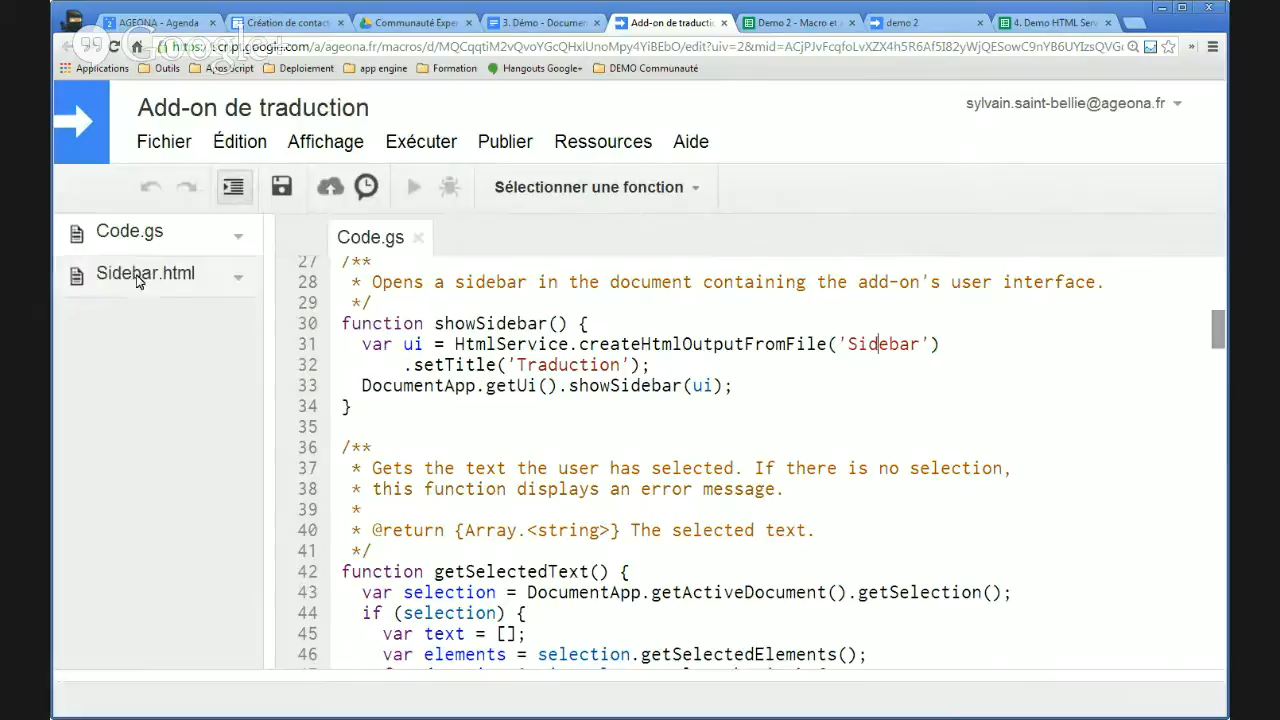 AGEONA - Agenda
Création de contac
Communauté Exper
3. Démo - Documen
Add-on de traductic
Demo 2 - Macro et A
demo 2
4. Demo HTML Servic
Google+
Applications
Outils
Appsscript
Deploiement
app engine
Formation
Hangouts Google+
DEMO Communauté
Add-on de traduction
sylvain.saint-bellie@ageona.fr
Fichier Édition Affichage Exécuter Publier Ressources Aide
Sélectionner une fonction
Code.gs
Sidebar.html
Code.gs
27 /**
28 * Opens a sidebar in the document containing the add-on's user interface.
29 */
30 function showSidebar() {
31 var ui = HtmlService.createHtmlOutputFromFile('Sidebar')
32 .setTitle('Traduction');
33 DocumentApp.getUi().showSidebar(ui);
34 }
35
36 /**
37 * Gets the text the user has selected. If there is no selection,
38 * this function displays an error message.
39 *
40 * @return {Array.<string>} The selected text.
41 */
42 function getSelectedText() {
43 var selection = DocumentApp.getActiveDocument().getSelection();
44 if (selection) {
45 var text = [];
46 var elements = selection.getSelectedElements();